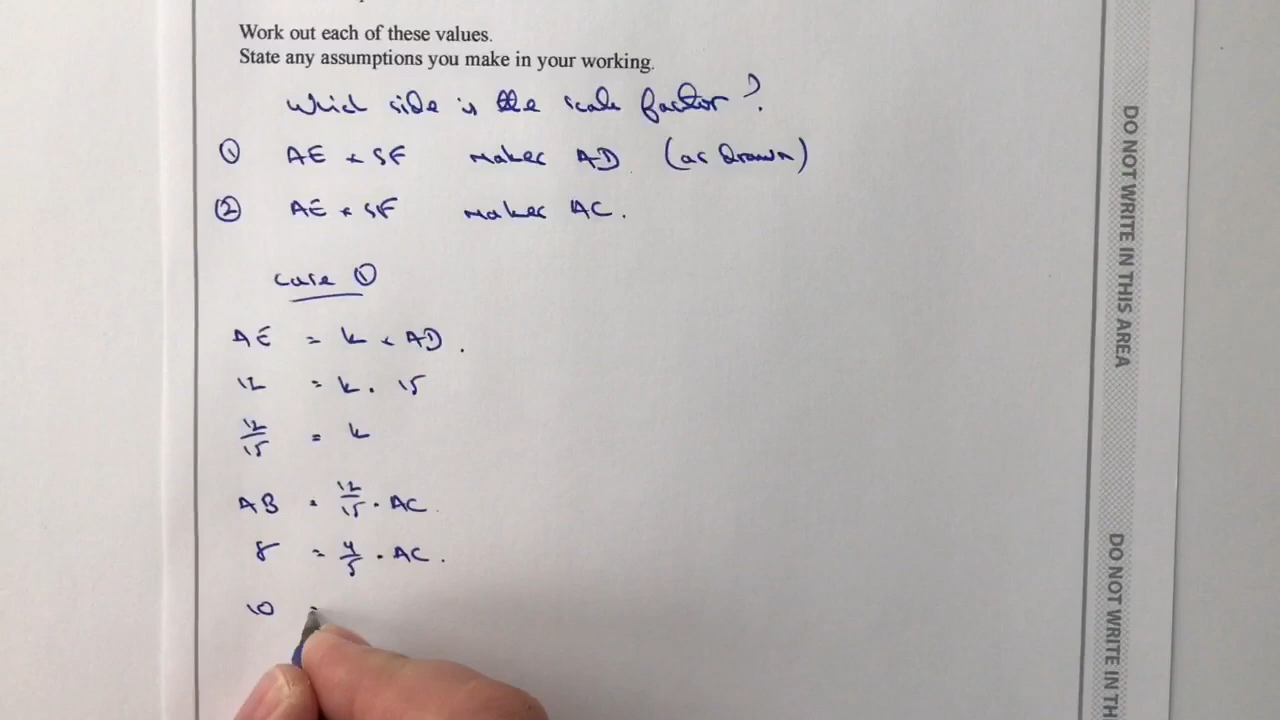 Work out each of these values.
State any assumptions you make in your working.
Which side is the scale factor?
① AE × SF makes AD (as drawn)
② AE × SF makes AC.
Case ①
AE = k × AD.
12 = k. 15
12/15 = k
AB = 12/15 · AC
8 = 4/5 · AC.
10 =
DO NOT WRITE IN THIS AREA
DO NOT WRITE IN TH